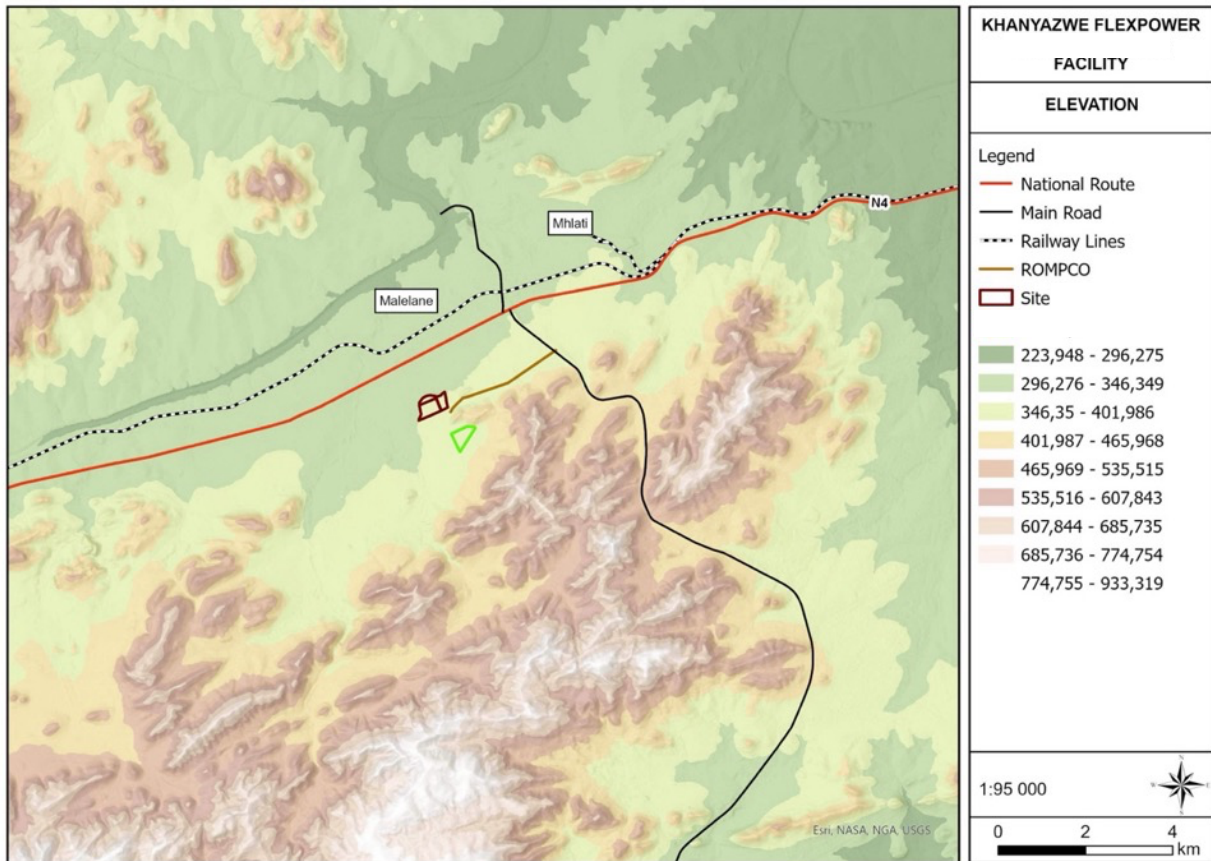 Mhlati
N4
Malelane
Esri, NASA, NGA, USGS
KHANYAZWE FLEXPOWER
FACILITY
ELEVATION
Legend
National Route
Main Road
Railway Lines
ROMPCO
Site
223,948 - 296,275
296,276 - 346,349
346,35 - 401,986
401,987 - 465,968
465,969 - 535,515
535,516 - 607,843
607,844 - 685,735
685,736 - 774,754
774,755 - 933,319
1:95 000
0 2 4
km